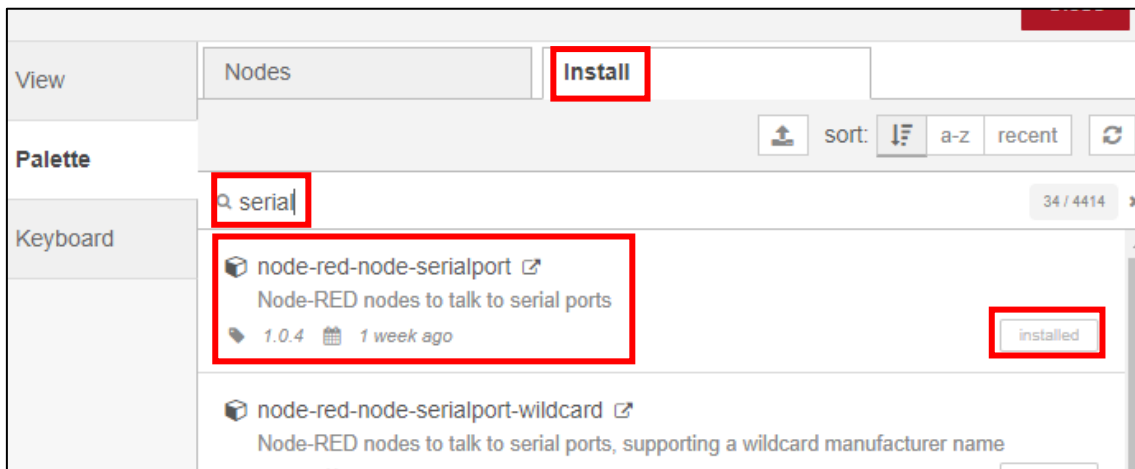 View
Palette
Keyboard
Nodes
Install
sort: a-z recent
serial
34 / 4414
node-red-node-serialport
Node-RED nodes to talk to serial ports
1.0.4 1 week ago
installed
node-red-node-serialport-wildcard
Node-RED nodes to talk to serial ports, supporting a wildcard manufacturer name